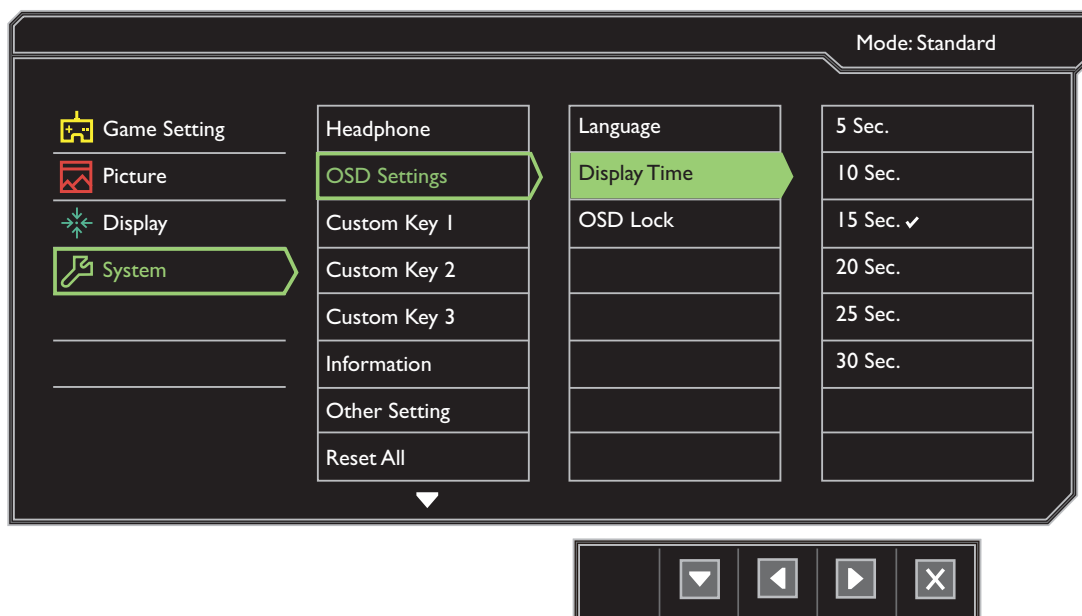 Mode: Standard
Game Setting
Picture
Display
System
Headphone
OSD Settings
Custom Key 1
Custom Key 2
Custom Key 3
Information
Other Setting
Reset All
Language
Display Time
OSD Lock
5 Sec.
10 Sec.
15 Sec. ✔
20 Sec.
25 Sec.
30 Sec.